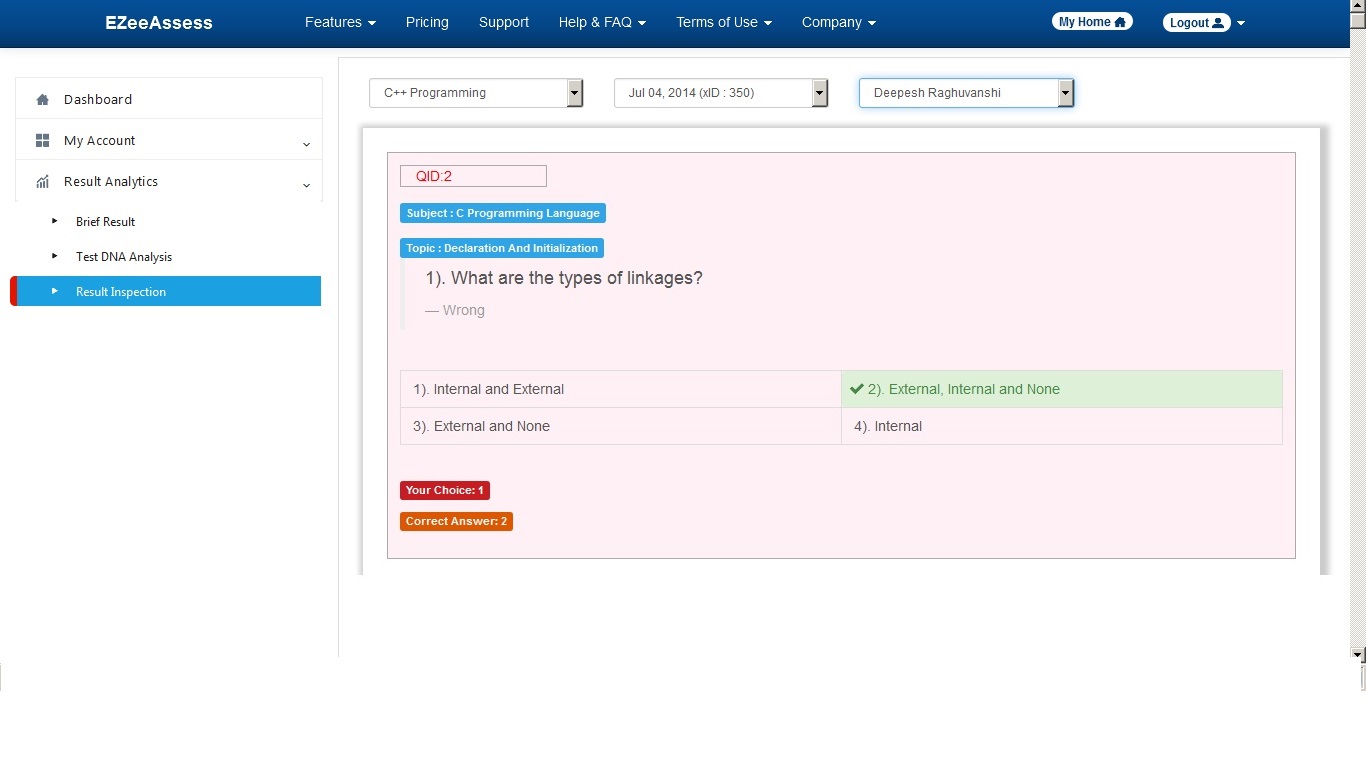 EZeeAssess Features Pricing Support Help & FAQ Terms of Use Company My Home Logout
C++ Programming Jul 04, 2014 (xID : 350) Deepesh Raghuvanshi
Dashboard
My Account
Result Analytics
Brief Result
Test DNA Analysis
Result Inspection
QID:2
Subject : C Programming Language
Topic : Declaration And Initialization
1). What are the types of linkages?
— Wrong
1). Internal and External 2). External, Internal and None
3). External and None 4). Internal
Your Choice: 1
Correct Answer: 2